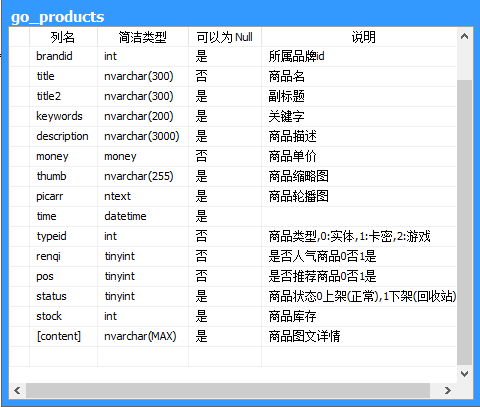 go_products
列名 简洁类型 可以为 Null 说明
brandid int 是 所属品牌id
title nvarchar(300) 否 商品名
title2 nvarchar(300) 是 副标题
keywords nvarchar(200) 是 关键字
description nvarchar(3000) 是 商品描述
money money 否 商品单价
thumb nvarchar(255) 是 商品缩略图
picarr ntext 是 商品轮播图
time datetime 是
typeid int 否 商品类型,0:实体,1:卡密,2:游戏
renqi tinyint 否 是否人气商品0否1是
pos tinyint 否 是否推荐商品0否1是
status tinyint 是 商品状态0上架(正常),1下架(回收站)
stock int 是 商品库存
[content] nvarchar(MAX) 是 商品图文详情